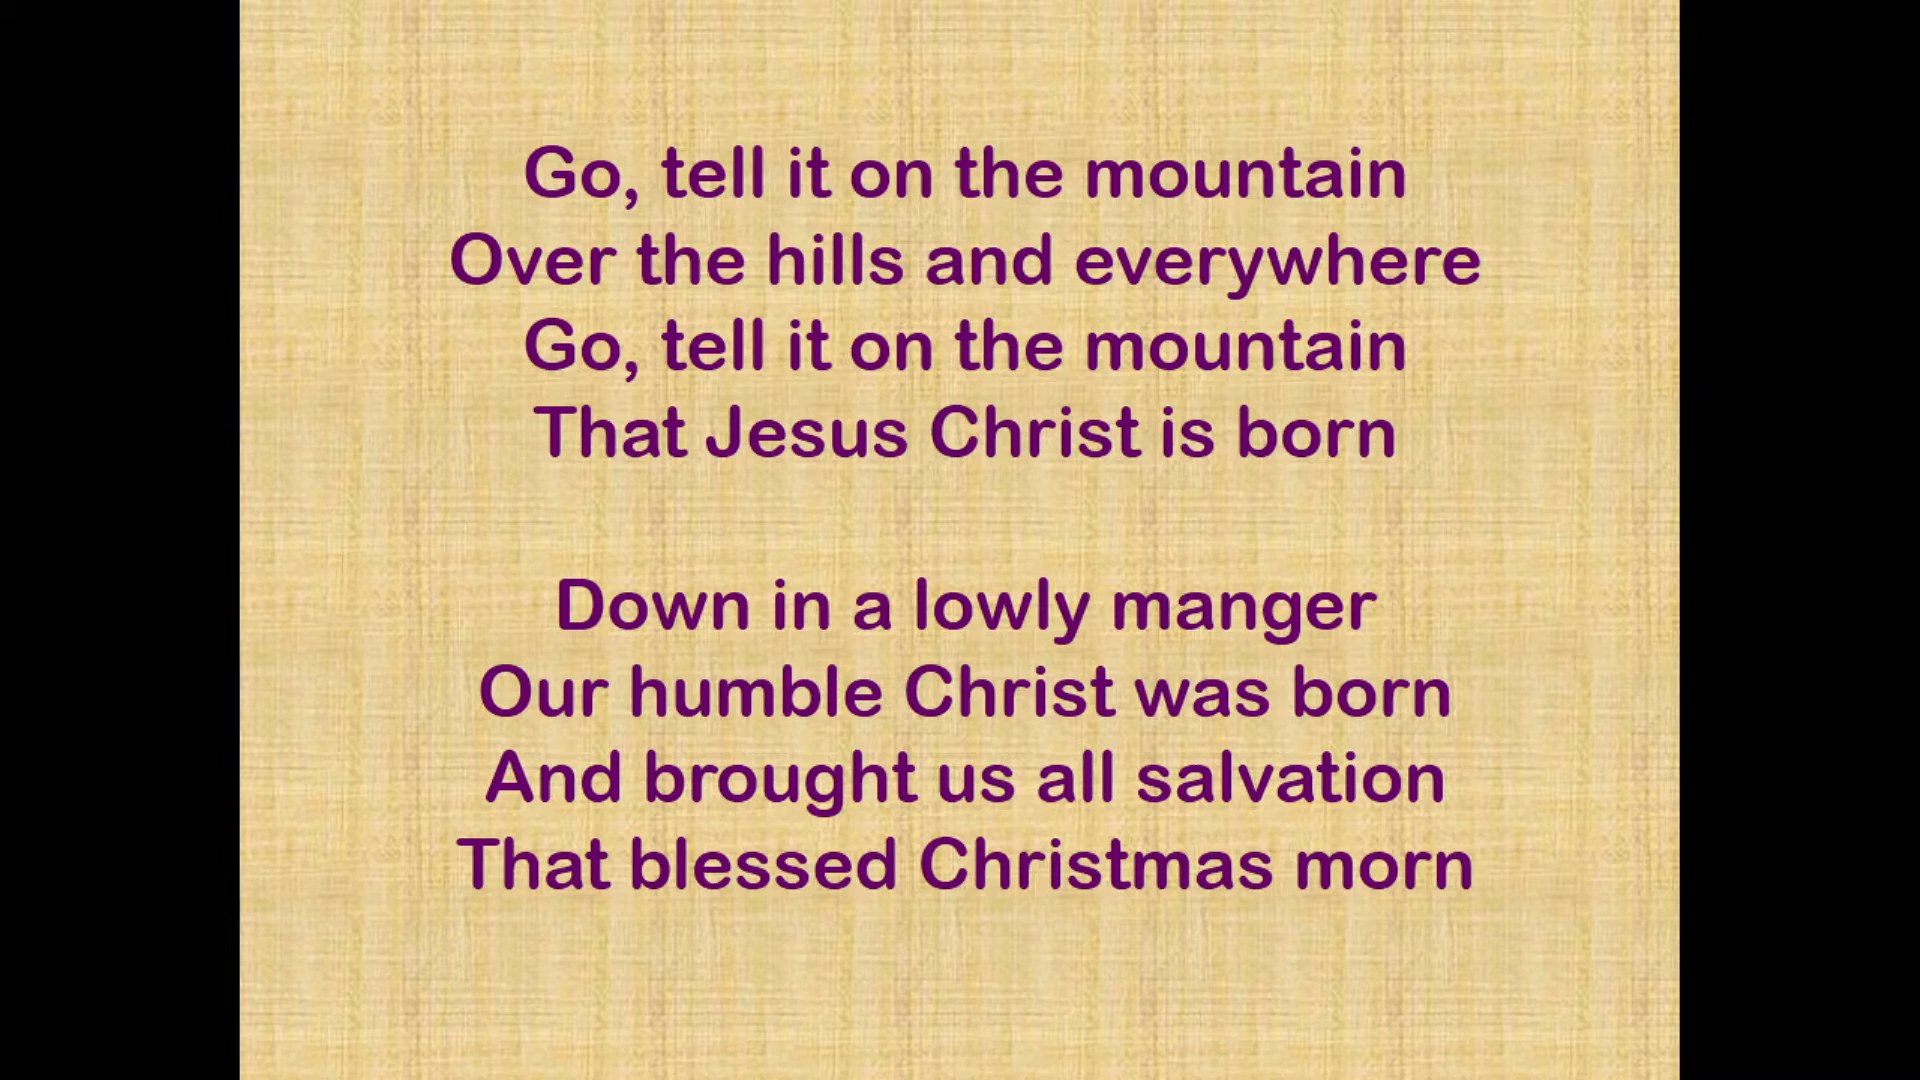 Go, tell it on the mountain
Over the hills and everywhere
Go, tell it on the mountain
That Jesus Christ is born
Down in a lowly manger
Our humble Christ was born
And brought us all salvation
That blessed Christmas morn